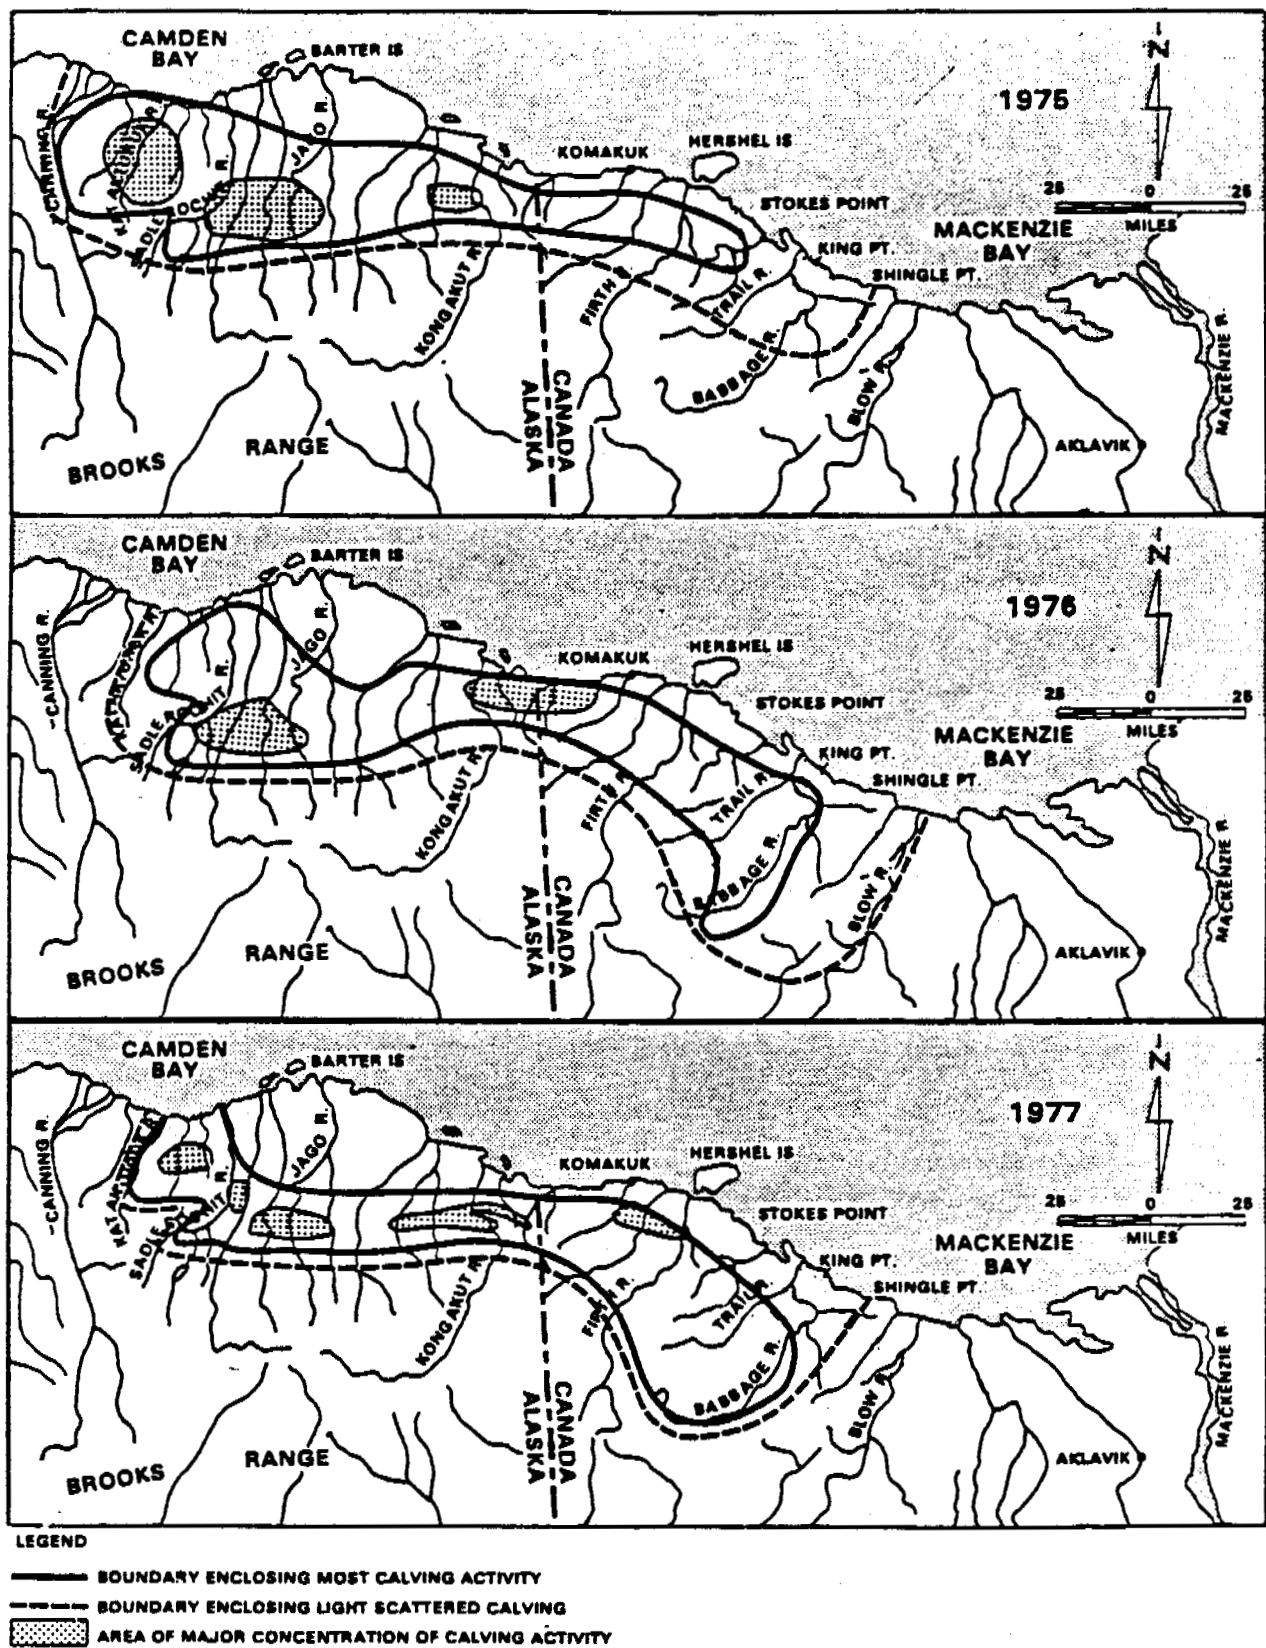 CAMDEN
BAY
BARTER IS
1975
N
CANNING R.
JAGO R.
R.
KOMAKUK
HERSHEL IS
STOKES POINT
25 0 25
MILES
MACKENZIE
BAY
KING PT.
SHINGLE PT.
KONGAKUT R.
FIRTH R.
TRAIL R.
BABBAGE R.
BLOW R.
CANADA
ALASKA
MACKENZIE R.
AKLAVIK
BROOKS
RANGE
CAMDEN
BAY
BARTER IS
1976
N
CANNING R.
JAGO R.
R.
KOMAKUK
HERSHEL IS
STOKES POINT
25 0 25
MILES
MACKENZIE
BAY
KING PT.
SHINGLE PT.
KONGAKUT R.
FIRTH R.
TRAIL R.
BABBAGE R.
BLOW R.
CANADA
ALASKA
MACKENZIE R.
AKLAVIK
BROOKS
RANGE
CAMDEN
BAY
BARTER IS
1977
N
CANNING R.
JAGO R.
R.
KOMAKUK
HERSHEL IS
STOKES POINT
25 0 25
MILES
MACKENZIE
BAY
KING PT.
SHINGLE PT.
KONGAKUT R.
FIRTH R.
TRAIL R.
BABBAGE R.
BLOW R.
CANADA
ALASKA
MACKENZIE R.
AKLAVIK
BROOKS
RANGE
LEGEND
BOUNDARY ENCLOSING MOST CALVING ACTIVITY
BOUNDARY ENCLOSING LIGHT SCATTERED CALVING
AREA OF MAJOR CONCENTRATION OF CALVING ACTIVITY